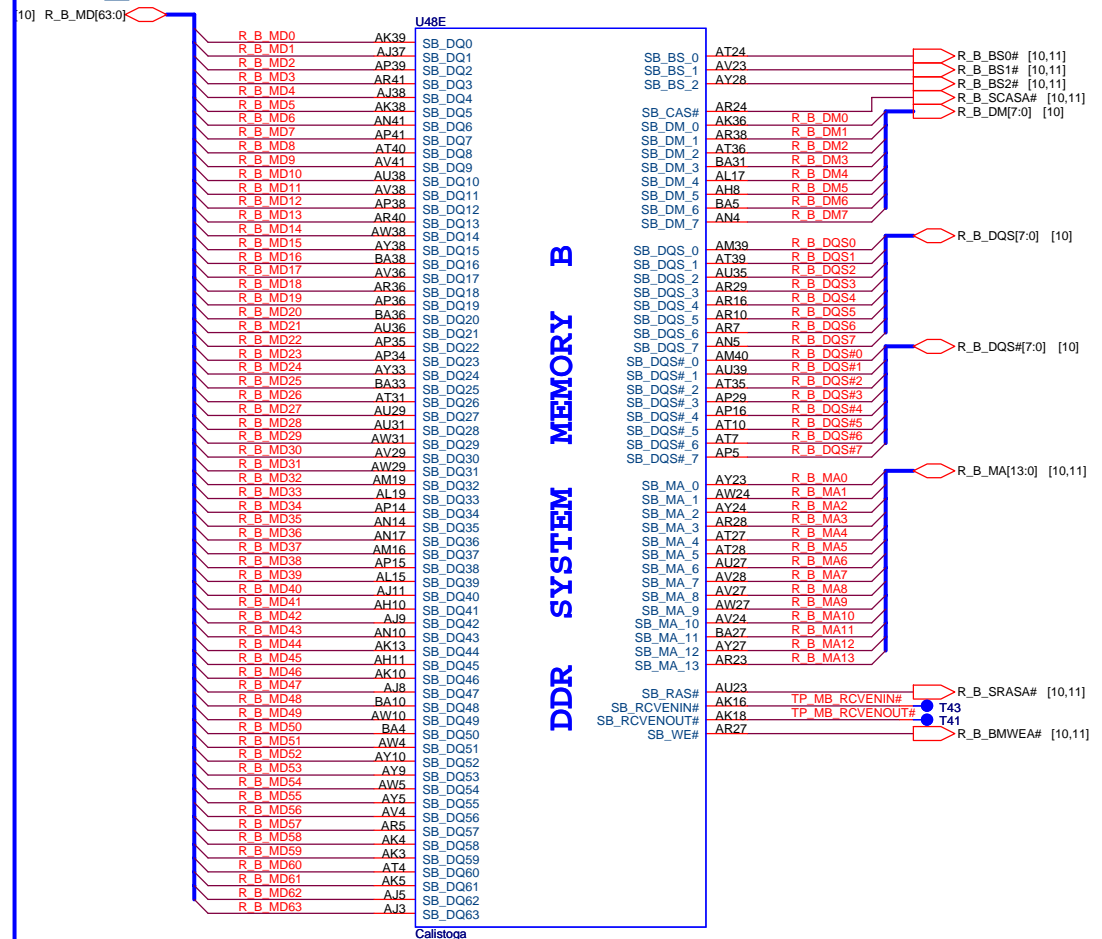 [10] R_B_MD[63:0]
U48E
R_B_MD0 AK39 SB_DQ0
R_B_MD1 AJ37 SB_DQ1
R_B_MD2 AP39 SB_DQ2
R_B_MD3 AR41 SB_DQ3
R_B_MD4 AJ38 SB_DQ4
R_B_MD5 AK38 SB_DQ5
R_B_MD6 AN41 SB_DQ6
R_B_MD7 AP41 SB_DQ7
R_B_MD8 AT40 SB_DQ8
R_B_MD9 AV41 SB_DQ9
R_B_MD10 AU38 SB_DQ10
R_B_MD11 AV38 SB_DQ11
R_B_MD12 AP38 SB_DQ12
R_B_MD13 AR40 SB_DQ13
R_B_MD14 AW38 SB_DQ14
R_B_MD15 AY38 SB_DQ15
R_B_MD16 BA38 SB_DQ16
R_B_MD17 AV36 SB_DQ17
R_B_MD18 AR36 SB_DQ18
R_B_MD19 AP36 SB_DQ19
R_B_MD20 BA36 SB_DQ20
R_B_MD21 AU36 SB_DQ21
R_B_MD22 AP35 SB_DQ22
R_B_MD23 AP34 SB_DQ23
R_B_MD24 AY33 SB_DQ24
R_B_MD25 BA33 SB_DQ25
R_B_MD26 AT31 SB_DQ26
R_B_MD27 AU29 SB_DQ27
R_B_MD28 AU31 SB_DQ28
R_B_MD29 AW31 SB_DQ29
R_B_MD30 AV29 SB_DQ30
R_B_MD31 AW29 SB_DQ31
R_B_MD32 AM19 SB_DQ32
R_B_MD33 AL19 SB_DQ33
R_B_MD34 AP14 SB_DQ34
R_B_MD35 AN14 SB_DQ35
R_B_MD36 AN17 SB_DQ36
R_B_MD37 AM16 SB_DQ37
R_B_MD38 AP15 SB_DQ38
R_B_MD39 AL15 SB_DQ39
R_B_MD40 AJ11 SB_DQ40
R_B_MD41 AH10 SB_DQ41
R_B_MD42 AJ9 SB_DQ42
R_B_MD43 AN10 SB_DQ43
R_B_MD44 AK13 SB_DQ44
R_B_MD45 AH11 SB_DQ45
R_B_MD46 AK10 SB_DQ46
R_B_MD47 AJ8 SB_DQ47
R_B_MD48 BA10 SB_DQ48
R_B_MD49 AW10 SB_DQ49
R_B_MD50 BA4 SB_DQ50
R_B_MD51 AW4 SB_DQ51
R_B_MD52 AY10 SB_DQ52
R_B_MD53 AY9 SB_DQ53
R_B_MD54 AW5 SB_DQ54
R_B_MD55 AY5 SB_DQ55
R_B_MD56 AV4 SB_DQ56
R_B_MD57 AR5 SB_DQ57
R_B_MD58 AK4 SB_DQ58
R_B_MD59 AK3 SB_DQ59
R_B_MD60 AT4 SB_DQ60
R_B_MD61 AK5 SB_DQ61
R_B_MD62 AJ5 SB_DQ62
R_B_MD63 AJ3 SB_DQ63
DDR SYSTEM MEMORY B
SB_BS_0 AT24 R_B_BS0# [10,11]
SB_BS_1 AV23 R_B_BS1# [10,11]
SB_BS_2 AY28 R_B_BS2# [10,11]
SB_CAS# AR24 R_B_SCASA# [10,11]
R_B_DM[7:0] [10]
SB_DM_0 AK36 R_B_DM0
SB_DM_1 AR38 R_B_DM1
SB_DM_2 AT36 R_B_DM2
SB_DM_3 BA31 R_B_DM3
SB_DM_4 AL17 R_B_DM4
SB_DM_5 AH8 R_B_DM5
SB_DM_6 BA5 R_B_DM6
SB_DM_7 AN4 R_B_DM7
R_B_DQS[7:0] [10]
SB_DQS_0 AM39 R_B_DQS0
SB_DQS_1 AT39 R_B_DQS1
SB_DQS_2 AU35 R_B_DQS2
SB_DQS_3 AR29 R_B_DQS3
SB_DQS_4 AR16 R_B_DQS4
SB_DQS_5 AR10 R_B_DQS5
SB_DQS_6 AR7 R_B_DQS6
SB_DQS_7 AN5 R_B_DQS7
R_B_DQS#[7:0] [10]
SB_DQS#_0 AM40 R_B_DQS#0
SB_DQS#_1 AU39 R_B_DQS#1
SB_DQS#_2 AT35 R_B_DQS#2
SB_DQS#_3 AP29 R_B_DQS#3
SB_DQS#_4 AP16 R_B_DQS#4
SB_DQS#_5 AT10 R_B_DQS#5
SB_DQS#_6 AT7 R_B_DQS#6
SB_DQS#_7 AP5 R_B_DQS#7
R_B_MA[13:0] [10,11]
SB_MA_0 AY23 R_B_MA0
SB_MA_1 AW24 R_B_MA1
SB_MA_2 AY24 R_B_MA2
SB_MA_3 AR28 R_B_MA3
SB_MA_4 AT27 R_B_MA4
SB_MA_5 AT28 R_B_MA5
SB_MA_6 AU27 R_B_MA6
SB_MA_7 AV28 R_B_MA7
SB_MA_8 AV27 R_B_MA8
SB_MA_9 AW27 R_B_MA9
SB_MA_10 AV24 R_B_MA10
SB_MA_11 BA27 R_B_MA11
SB_MA_12 AY27 R_B_MA12
SB_MA_13 AR23 R_B_MA13
SB_RAS# AU23 R_B_SRASA# [10,11]
SB_RCVENIN# AK16 TP_MB_RCVENIN# T43
SB_RCVENOUT# AK18 TP_MB_RCVENOUT# T41
SB_WE# AR27 R_B_BMWEA# [10,11]
Calistoga